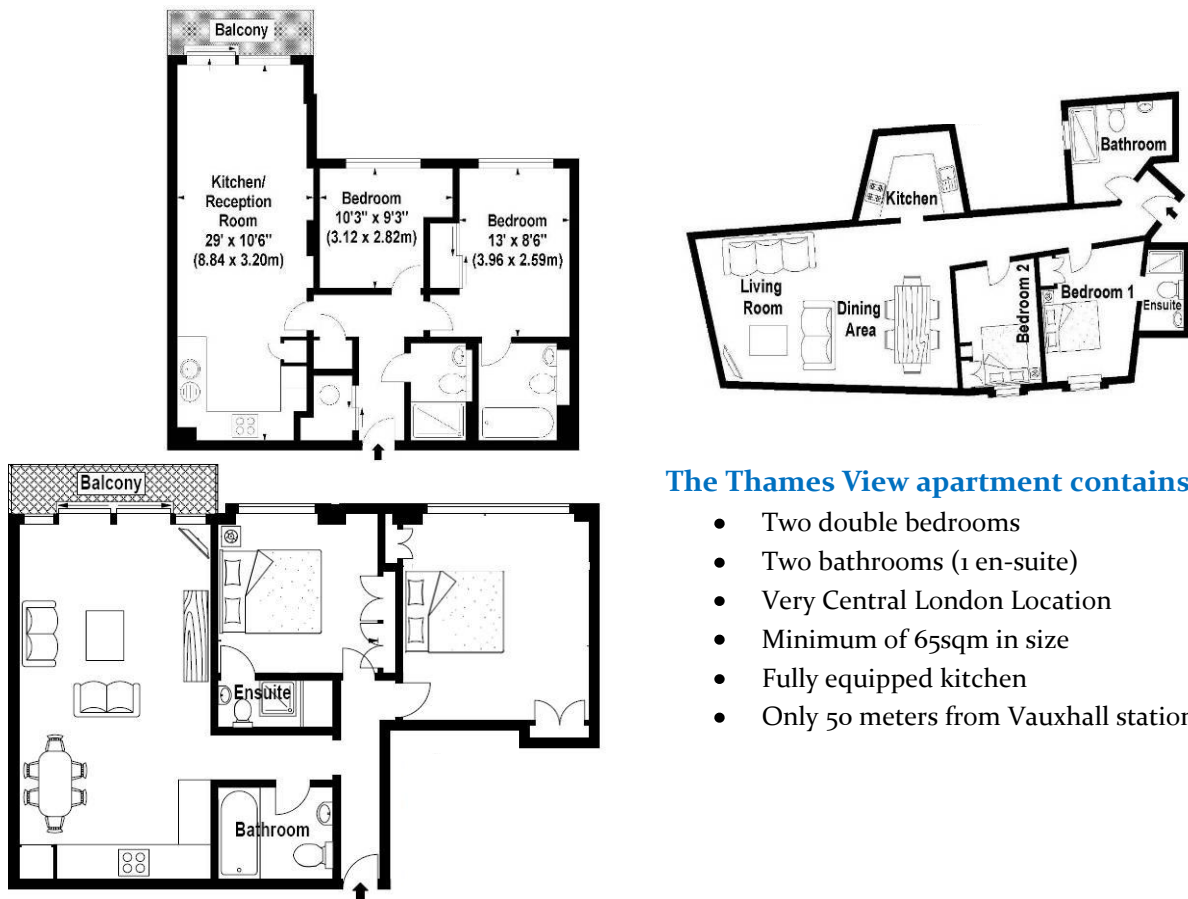 Balcony
Kitchen/
Reception
Room
29' x 10'6"
(8.84 x 3.20m)
Bedroom
10'3" x 9'3"
(3.12 x 2.82m)
Bedroom
13' x 8'6"
(3.96 x 2.59m)
Bathroom
Kitchen
Living
Room
Dining
Area
Bedroom 2
Bedroom 1
Ensuite
Balcony
Ensuite
Bathroom
The Thames View apartment contains
• Two double bedrooms
• Two bathrooms (1 en-suite)
• Very Central London Location
• Minimum of 65sqm in size
• Fully equipped kitchen
• Only 50 meters from Vauxhall station